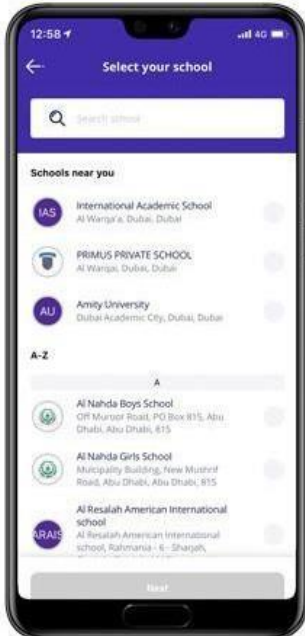 12:58
4G
Select your school
Search school
Schools near you
IAS
International Academic School
Al Warqa'a, Dubai, Dubai
PRIMUS PRIVATE SCHOOL
Al Warqa, Dubai, Dubai
AU
Amity University
Dubai Academic City, Dubai, Dubai
A-Z
A
Al Nahda Boys School
Off Muroor Road, PO Box 815, Abu
Dhabi, Abu Dhabi, 815
Al Nahda Girls School
Building, New Mushrif
Road, Abu Dhabi, Abu Dhabi, 815
ARAIS
Al Resalah American International
school
Al Resalah American International
school, Rahmania - 6 - Sharjah,
Next